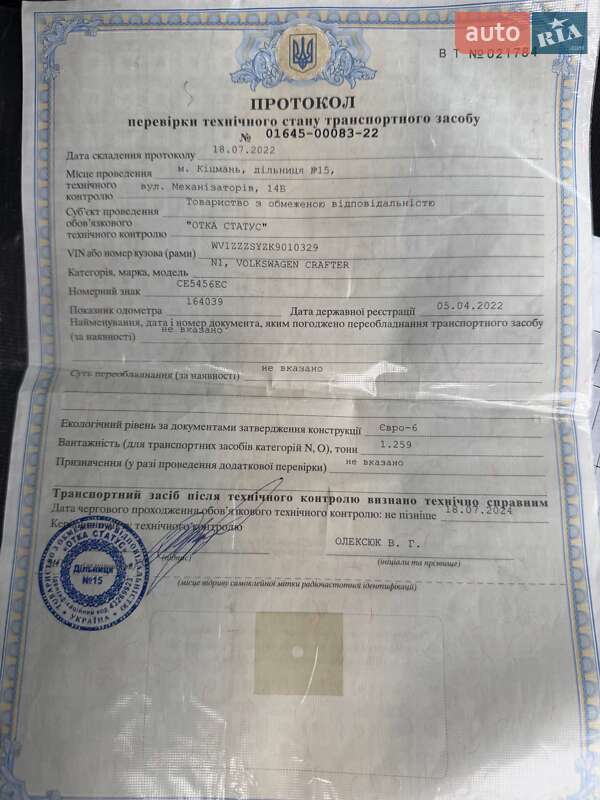 auto RIA .com
ВТ №021784
ПРОТОКОЛ
перевірки технічного стану транспортного засобу
№ 01645-00083-22
Дата складення протоколу 18.07.2022
Місце проведення м. Кіцмань, дільниця №15,
технічного вул. Механізаторів, 14В
контролю
Товариство з обмеженою відповідальністю
Суб'єкт проведення
обов'язкового "ОТКА СТАТУС"
технічного контролю
VIN або номер кузова (рами) WV1ZZZSYZK9010329
Категорія, марка, модель N1, VOLKSWAGEN CRAFTER
Номерний знак CE5456EC
Показник одометра 164039 Дата державної реєстрації 05.04.2022
Найменування, дата і номер документа, яким погоджено переобладнання транспортного засобу
(за наявності) не вказано
Суть переобладнання (за наявності) не вказано
Екологічний рівень за документами затвердження конструкції Євро-6
Вантажність (для транспортних засобів категорій N, O), тонн 1.259
Призначення (у разі проведення додаткової перевірки) не вказано
Транспортний засіб після технічного контролю визнано технічно справним
Дата чергового проходження обов'язкового технічного контролю: не пізніше 18.07.2024
технічного контролю
ОЛЕКСЮК В. Г.
(підпис) (ініціали та прізвище)
(місце відриву самоклейної мітки радіочастотної ідентифікації)
"ОТКА СТАТУС"
Дільниця
№15
УКРАЇНА